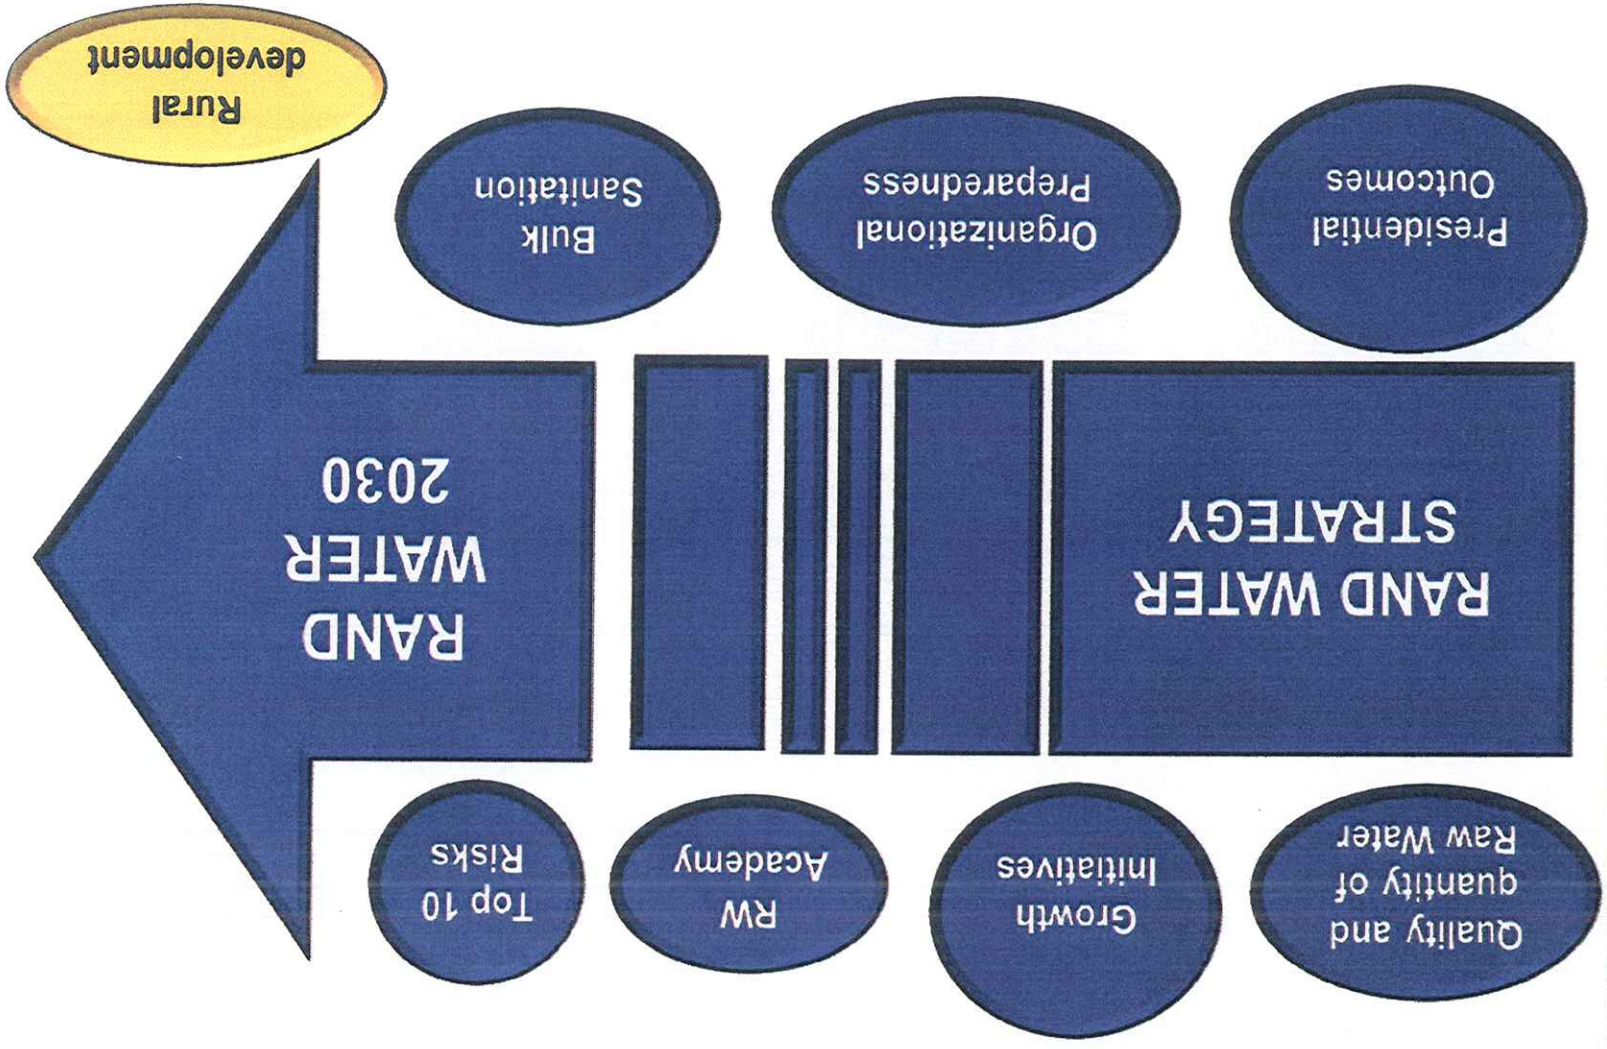 Quality and
quantity of
Raw Water
Growth
Initiatives
RW
Academy
Top 10
Risks
RAND WATER
STRATEGY
RAND
WATER
2030
Presidential
Outcomes
Organizational
Preparedness
Bulk
Sanitation
Rural
development